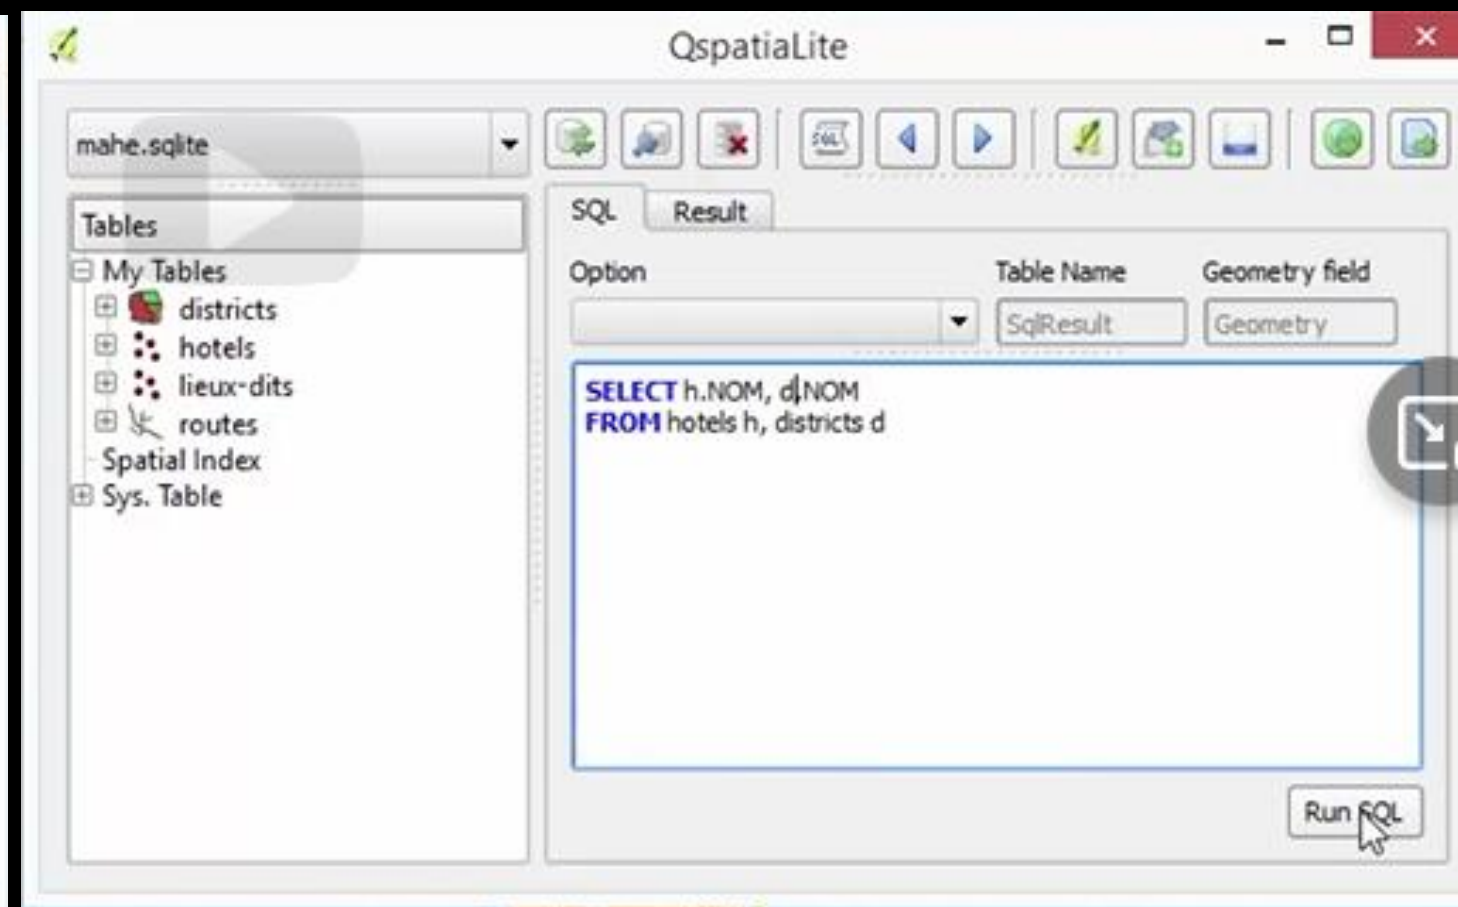 QspatiaLite
mahe.sqlite
SQL
Tables
My Tables
districts
hotels
lieux-dits
routes
Spatial Index
Sys. Table
SQL Result
Option Table Name Geometry field
SqlResult Geometry
SELECT h.NOM, d.NOM
FROM hotels h, districts d
Run SQL